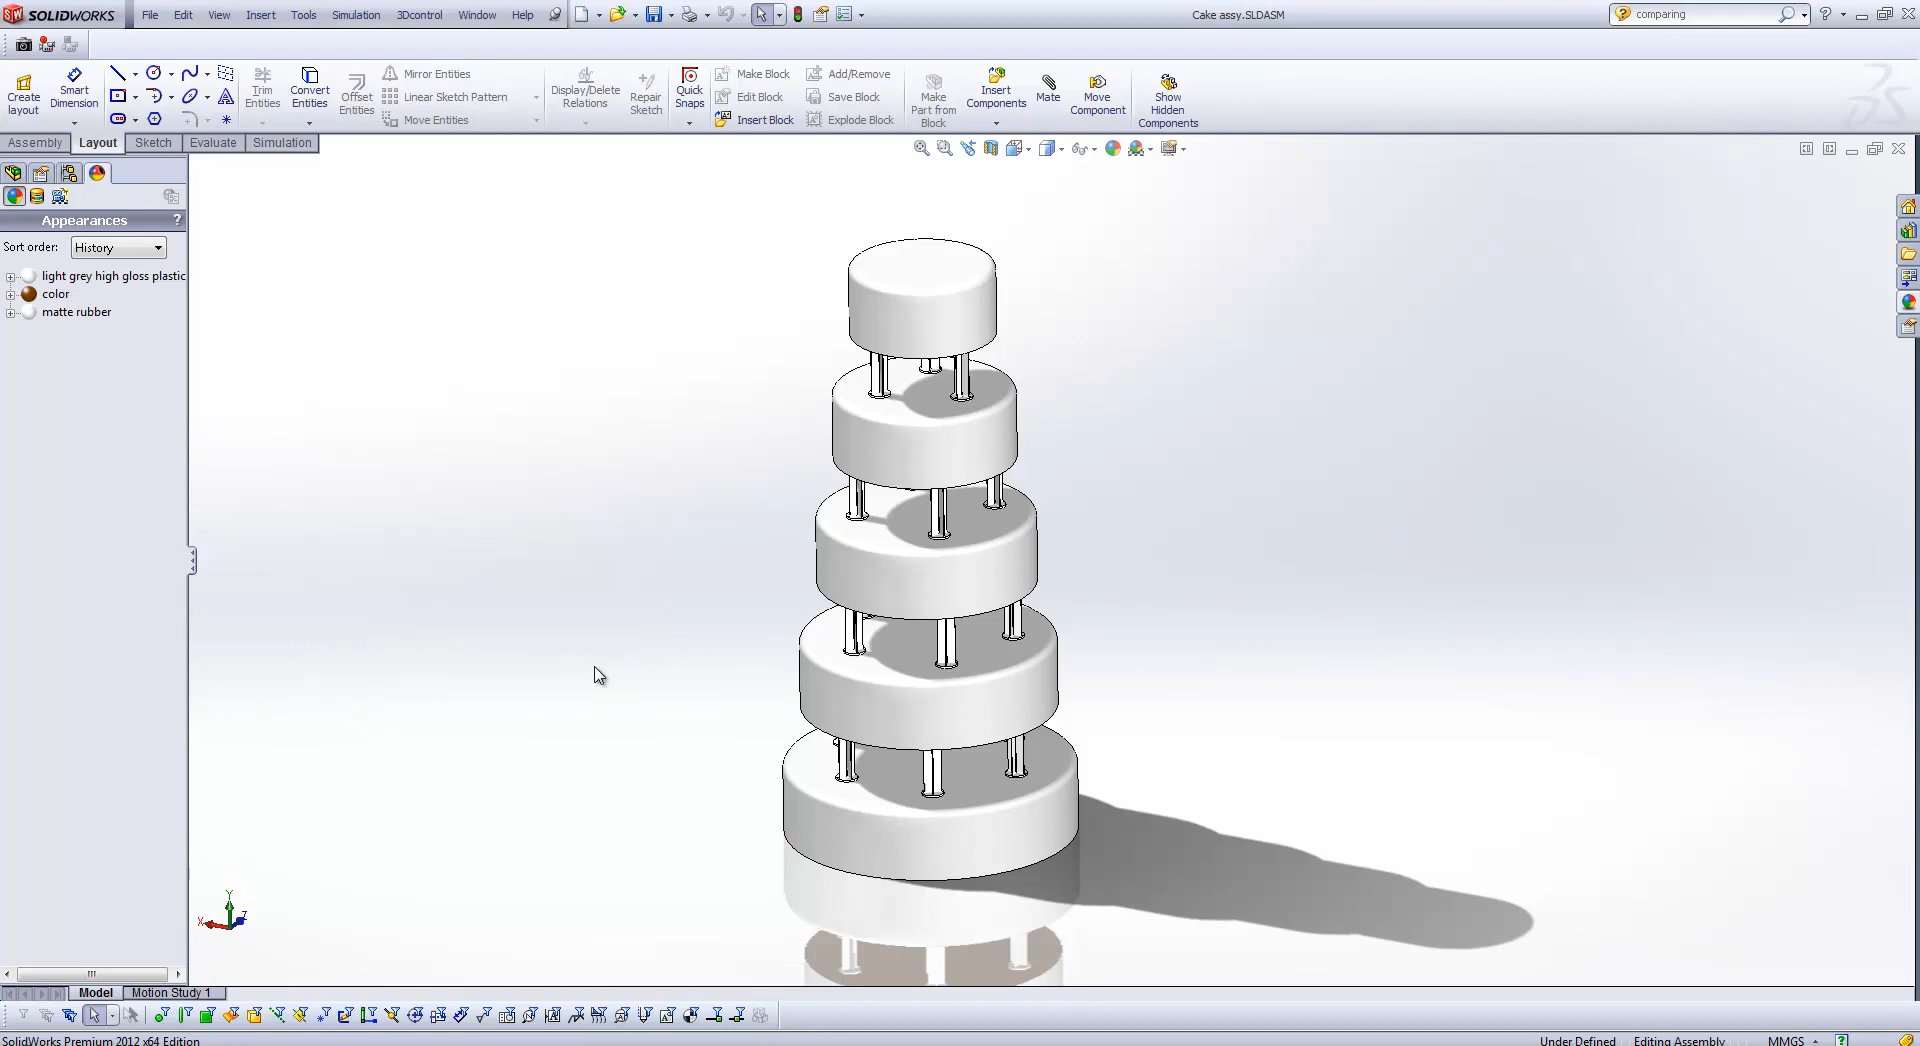 SW SOLIDWORKS File Edit View Insert Tools Simulation 3Dcontrol Window Help Cake assy.SLDASM comparing
Create layout
Smart Dimension
Trim Entities
Convert Entities
Offset Entities
Mirror Entities
Linear Sketch Pattern
Move Entities
Display/Delete Relations
Repair Sketch
Quick Snaps
Make Block
Edit Block
Insert Block
Add/Remove
Save Block
Explode Block
Make Part from Block
Insert Components
Mate
Move Component
Show Hidden Components
Assembly Layout Sketch Evaluate Simulation
Appearances ?
Sort order: History
light grey high gloss plastic
color
matte rubber
Y
X Z
Model Motion Study 1
SolidWorks Premium 2012 x64 Edition Under Defined Editing Assembly MMGS